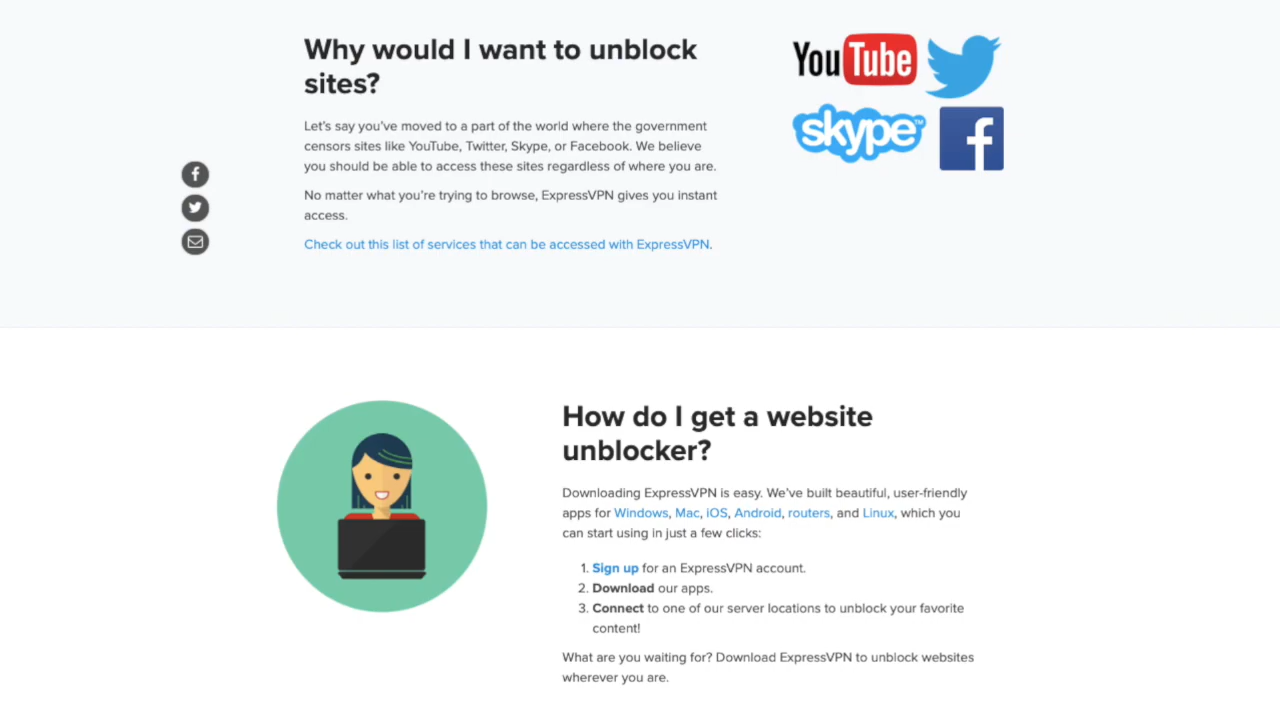 Why would I want to unblock
sites?
Let's say you've moved to a part of the world where the government
censors sites like YouTube, Twitter, Skype, or Facebook. We believe
you should be able to access these sites regardless of where you are.
No matter what you're trying to browse, ExpressVPN gives you instant
access.
Check out this list of services that can be accessed with ExpressVPN.
YouTube
skype™
f
f
How do I get a website
unblocker?
Downloading ExpressVPN is easy. We've built beautiful, user-friendly
apps for Windows, Mac, iOS, Android, routers, and Linux, which you
can start using in just a few clicks:
1. Sign up for an ExpressVPN account.
2. Download our apps.
3. Connect to one of our server locations to unblock your favorite
content!
What are you waiting for? Download ExpressVPN to unblock websites
wherever you are.